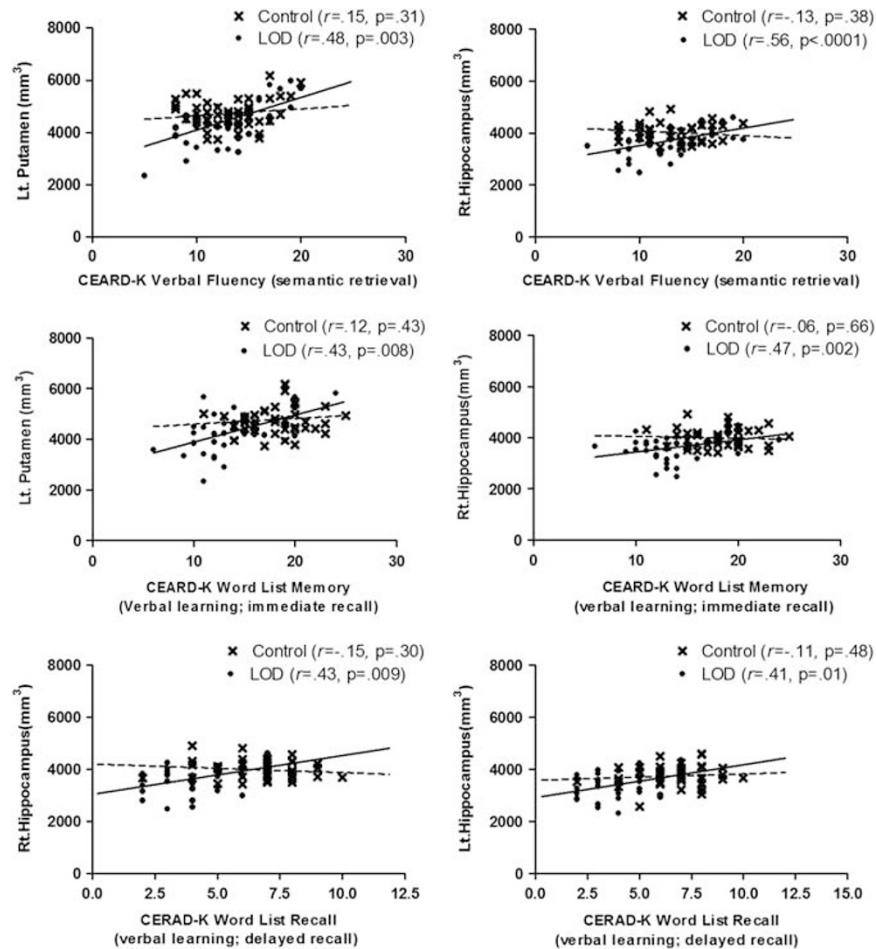 Control (r=.15, p=.31)
LOD (r=.48, p=.003)
8000
6000
4000
2000
0
Lt. Putamen (mm³)
0 10 20 30
CEARD-K Verbal Fluency (semantic retrieval)
Control (r=-.13, p=.38)
LOD (r=.56, p<.0001)
8000
6000
4000
2000
0
Rt.Hippocampus(mm³)
0 10 20 30
CEARD-K Verbal Fluency (semantic retrieval)
Control (r=.12, p=.43)
LOD (r=.43, p=.008)
8000
6000
4000
2000
0
Lt. Putamen (mm³)
0 10 20 30
CEARD-K Word List Memory
(Verbal learning; immediate recall)
Control (r=-.06, p=.66)
LOD (r=.47, p=.002)
8000
6000
4000
2000
0
Rt.Hippocampus(mm³)
0 10 20 30
CEARD-K Word List Memory
(verbal learning; immediate recall)
Control (r=-.15, p=.30)
LOD (r=.43, p=.009)
8000
6000
4000
2000
0
Rt.Hippocampus(mm³)
0.0 2.5 5.0 7.5 10.0 12.5
CERAD-K Word List Recall
(verbal learning; delayed recall)
Control (r=-.11, p=.48)
LOD (r=.41, p=.01)
8000
6000
4000
2000
0
Lt.Hippocampus(mm³)
0.0 2.5 5.0 7.5 10.0 12.5 15.0
CERAD-K Word List Recall
(verbal learning; delayed recall)